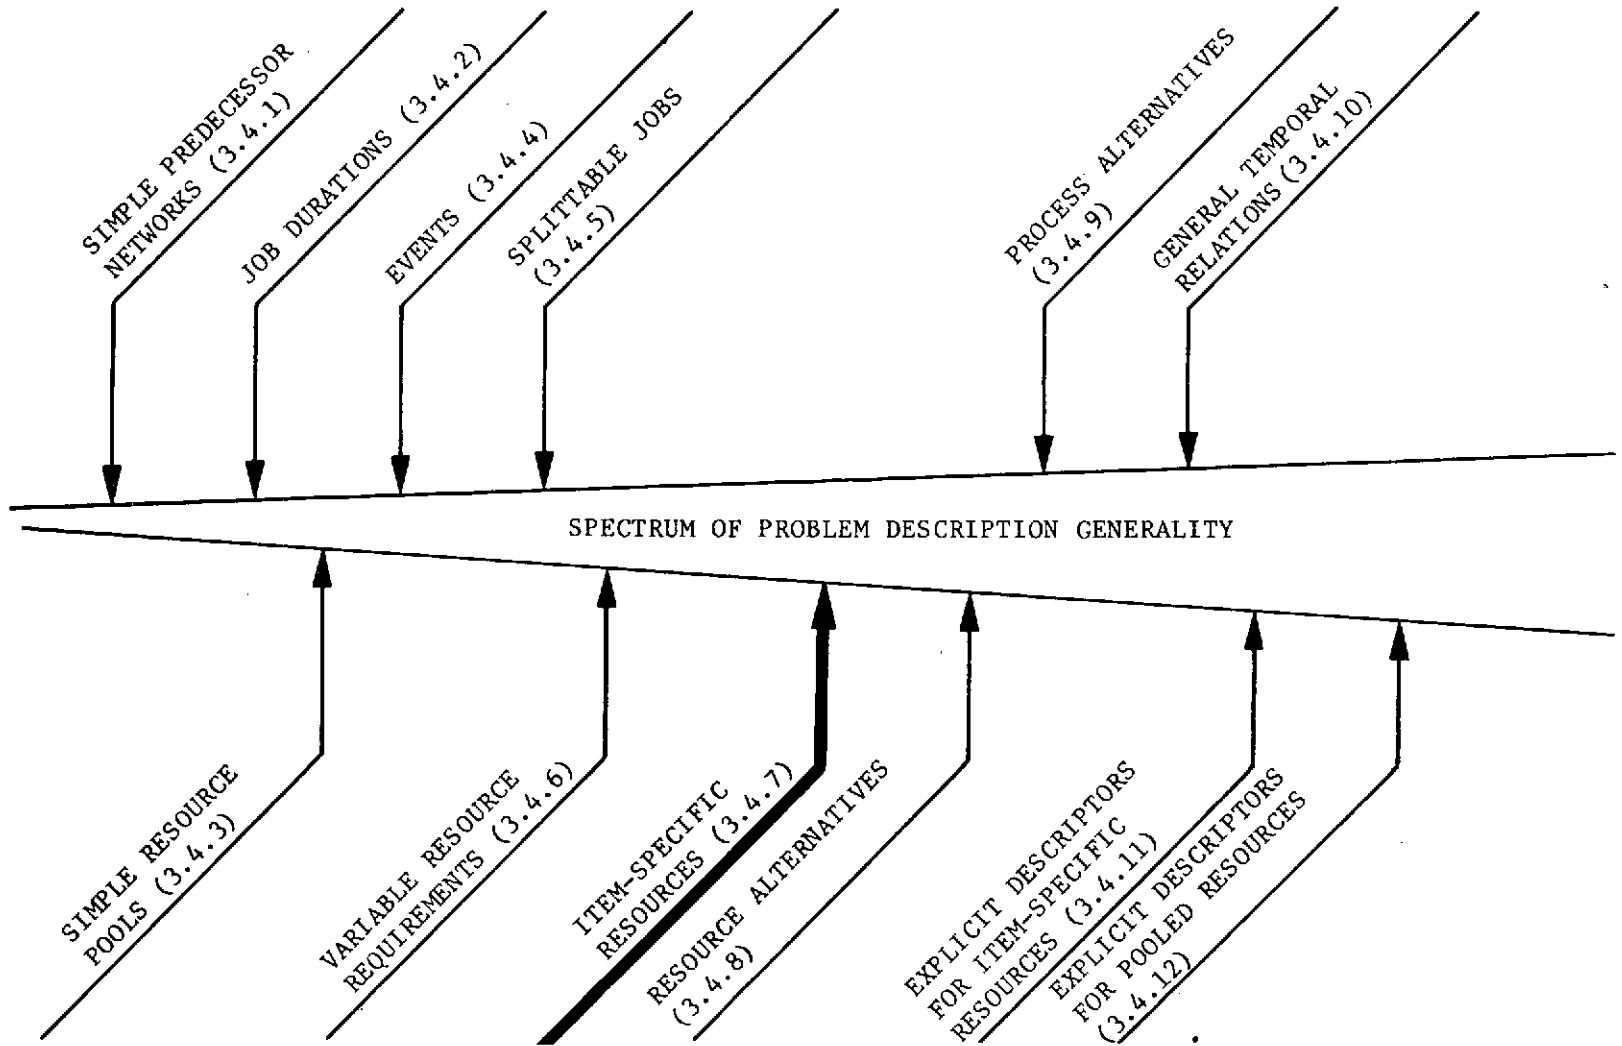 SIMPLE PREDECESSOR
NETWORKS (3.4.1)
JOB DURATIONS (3.4.2)
EVENTS (3.4.4)
SPLITTABLE JOBS
(3.4.5)
PROCESS ALTERNATIVES
(3.4.9)
GENERAL TEMPORAL
RELATIONS (3.4.10)
SPECTRUM OF PROBLEM DESCRIPTION GENERALITY
SIMPLE RESOURCE
POOLS (3.4.3)
VARIABLE RESOURCE
REQUIREMENTS (3.4.6)
ITEM-SPECIFIC
RESOURCES (3.4.7)
RESOURCE ALTERNATIVES
(3.4.8)
EXPLICIT DESCRIPTORS
FOR ITEM-SPECIFIC
RESOURCES (3.4.11)
EXPLICIT DESCRIPTORS
FOR POOLED RESOURCES
(3.4.12)